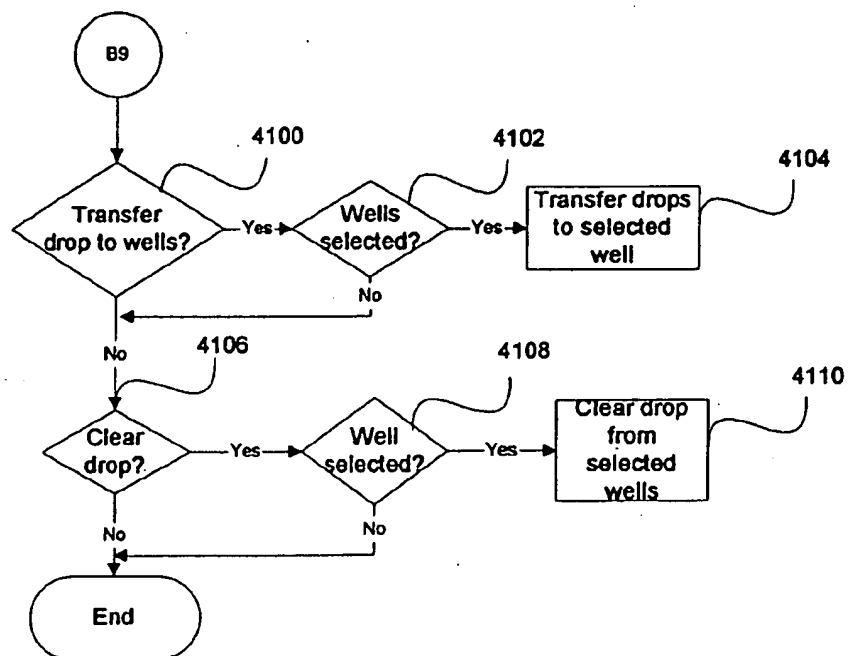 B9
4100
4102
4104
Transfer
drop to wells?
Yes
Wells
selected?
Yes
Transfer drops
to selected
well
No
No
4106
4108
4110
Clear
drop?
Yes
Well
selected?
Yes
Clear drop
from
selected
wells
No
No
End